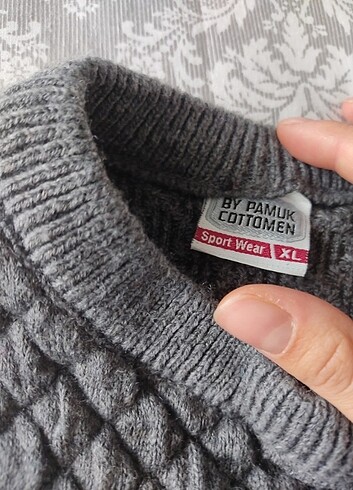 BY PAMUK
COTTOMEN
Sport Wear XL